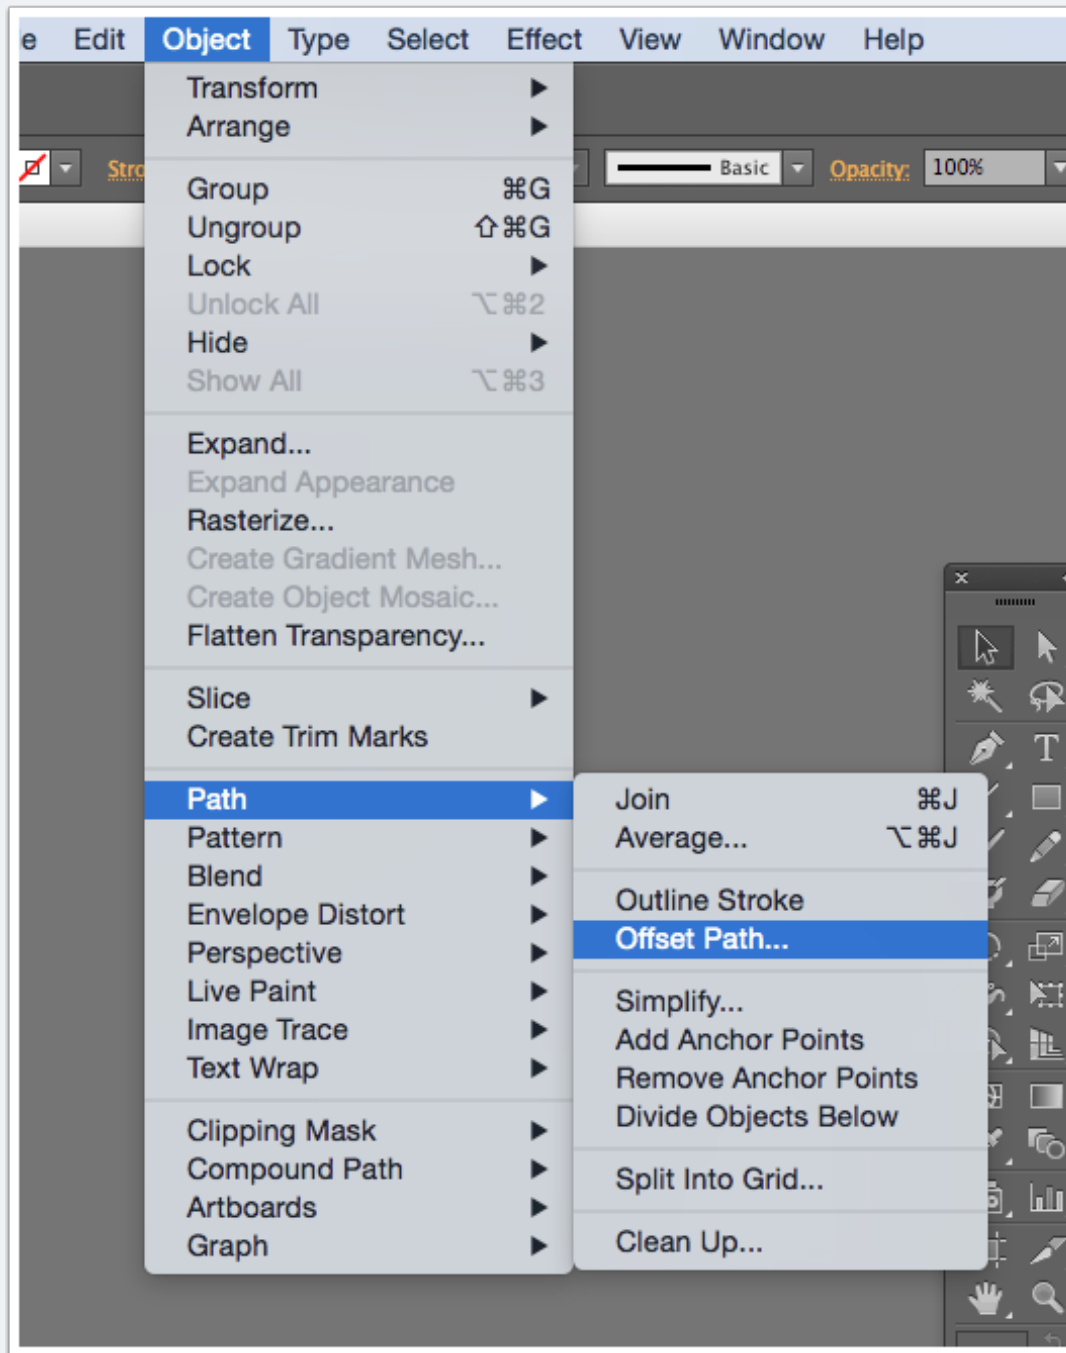 e Edit Object Type Select Effect View Window Help
Stro Basic Opacity: 100%
Transform
Arrange
Group ⌘G
Ungroup ⇧⌘G
Lock
Unlock All ⌥⌘2
Hide
Show All ⌥⌘3
Expand...
Expand Appearance
Rasterize...
Create Gradient Mesh...
Create Object Mosaic...
Flatten Transparency...
Slice
Create Trim Marks
Path
Pattern
Blend
Envelope Distort
Perspective
Live Paint
Image Trace
Text Wrap
Clipping Mask
Compound Path
Artboards
Graph
Join ⌘J
Average... ⌥⌘J
Outline Stroke
Offset Path...
Simplify...
Add Anchor Points
Remove Anchor Points
Divide Objects Below
Split Into Grid...
Clean Up...